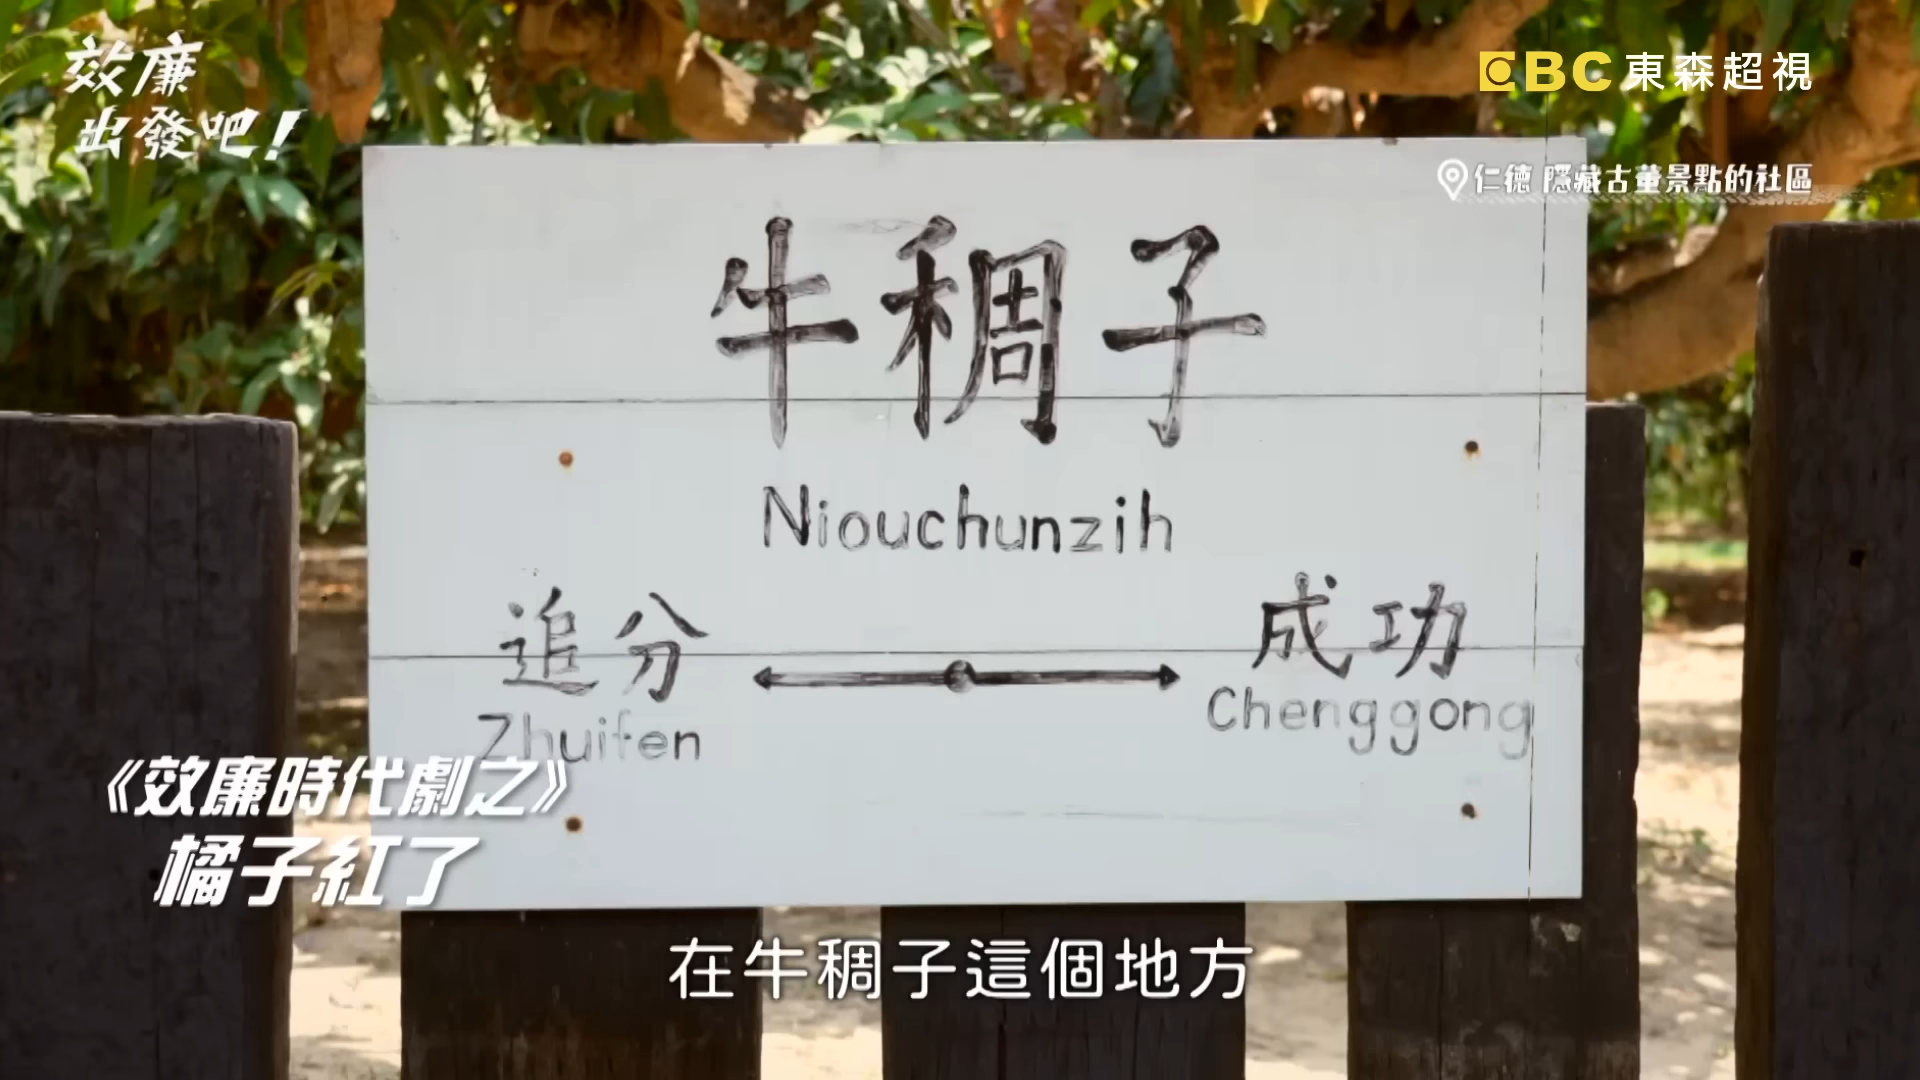 效廉
出發吧!
EBC東森超視
仁德 隱藏古董景點的社區
牛稠子
Niouchunzih
追分
成功
Zhuifen
Chenggong
《效廉時代劇之》
橘子紅了
在牛稠子這個地方